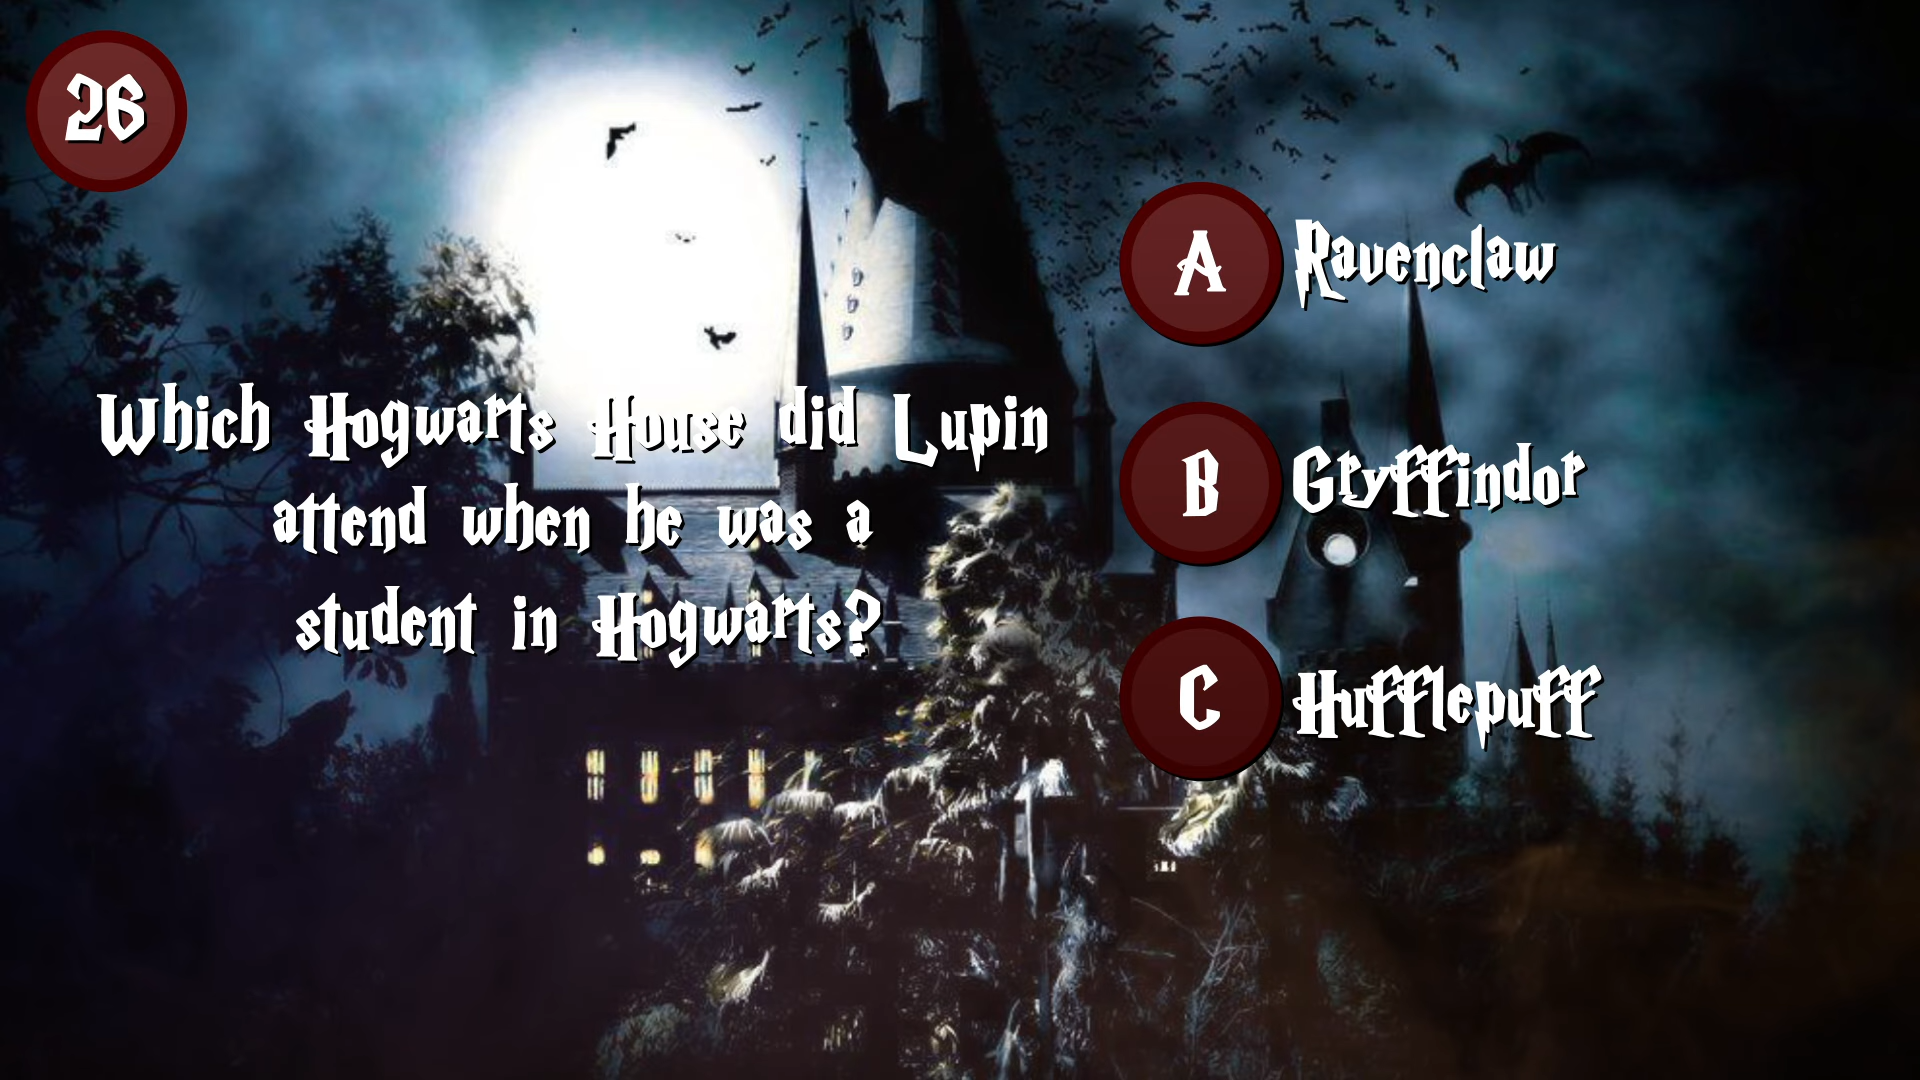 26
Which Hogwarts House did Lupin
attend when he was a
student in Hogwarts?
A Ravenclaw
B Gryffindor
C Hufflepuff